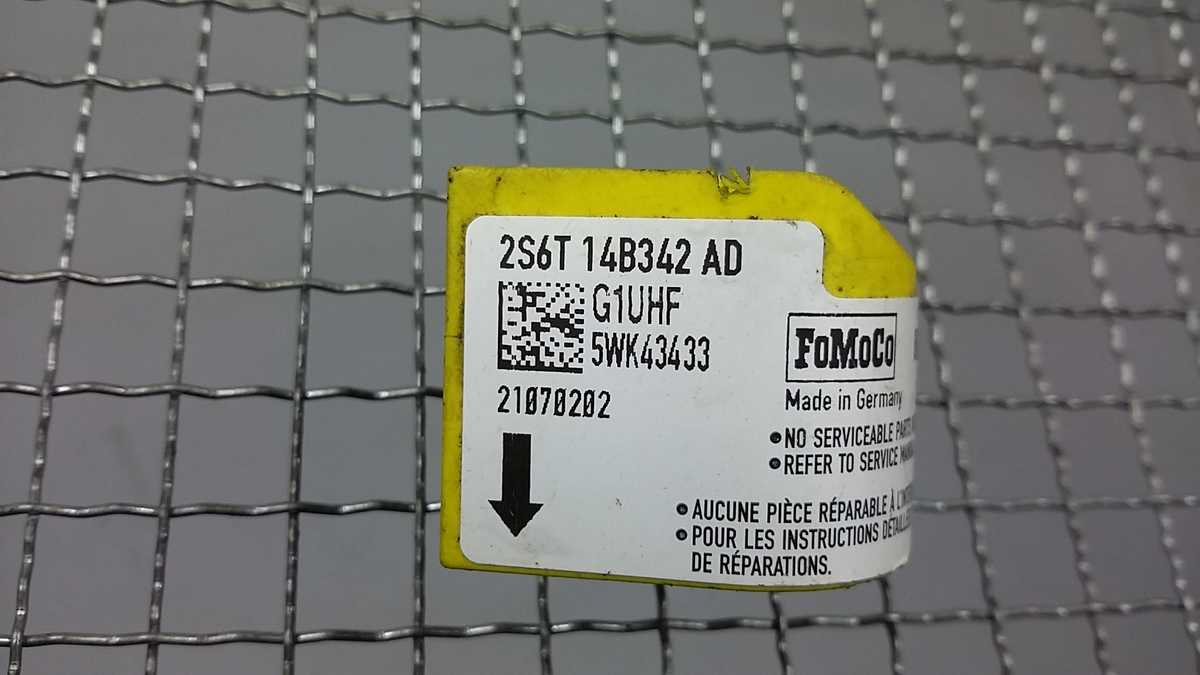 2S6T 14B342 AD
G1UHF
5WK43433
21070202
FoMoCo
Made in Germany
• NO SERVICEABLE PARTS
• REFER TO SERVICE
• AUCUNE PIÈCE RÉPARABLE À
• POUR LES INSTRUCTIONS
DE RÉPARATIONS.